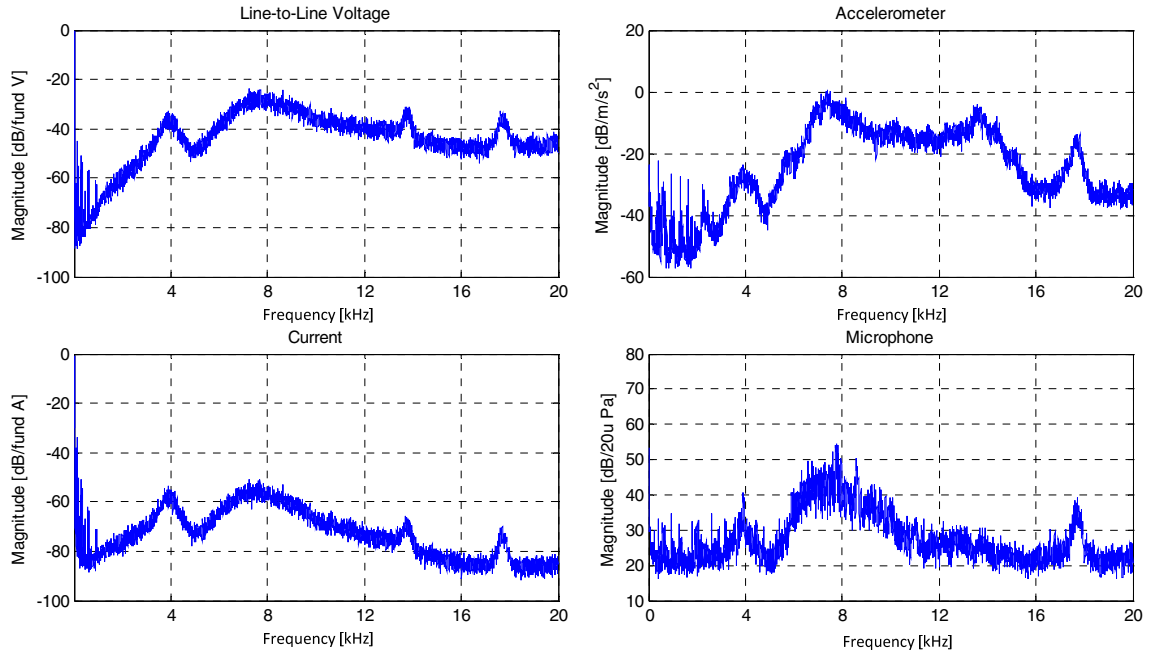 Line-to-Line Voltage
Magnitude [dB/fund V]
0
-20
-40
-60
-80
-100
4 8 12 16 20
Frequency [kHz]
Accelerometer
Magnitude [dB/m/s²]
20
0
-20
-40
-60
4 8 12 16 20
Frequency [kHz]
Current
Magnitude [dB/fund A]
0
-20
-40
-60
-80
-100
4 8 12 16 20
Frequency [kHz]
Microphone
Magnitude [dB/20u Pa]
80
70
60
50
40
30
20
10
0 4 8 12 16 20
Frequency [kHz]